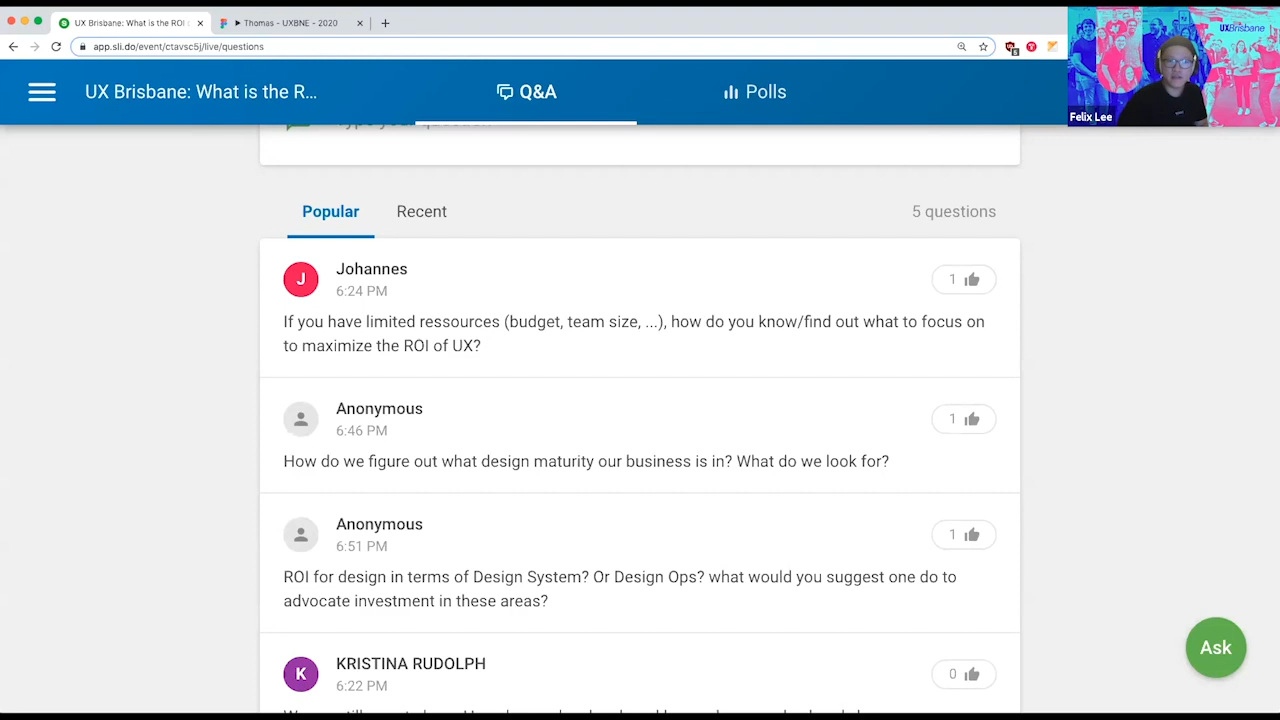 UX Brisbane: What is the ROI
Thomas - UXBNE - 2020
app.sli.do/event/ctavsc5j/live/questions
UXBrisbane
Felix Lee
UX Brisbane: What is the R...
Q&A
Polls
Popular
Recent
5 questions
J
Johannes
6:24 PM
1
If you have limited ressources (budget, team size, ...), how do you know/find out what to focus on
to maximize the ROI of UX?
Anonymous
6:46 PM
1
How do we figure out what design maturity our business is in? What do we look for?
Anonymous
6:51 PM
1
ROI for design in terms of Design System? Or Design Ops? what would you suggest one do to
advocate investment in these areas?
Ask
K
KRISTINA RUDOLPH
6:22 PM
0